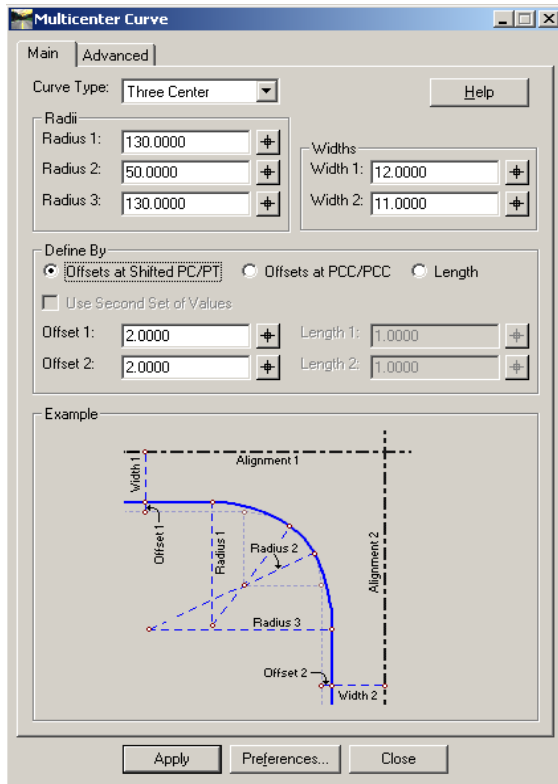 Multicenter Curve
Main
Advanced
Curve Type:
Three Center
Help
Radii
Radius 1:
130.0000
Radius 2:
50.0000
Radius 3:
130.0000
Widths
Width 1:
12.0000
Width 2:
11.0000
Define By
Offsets at Shifted PC/PT
Offsets at PCC/PCC
Length
Use Second Set of Values
Offset 1:
2.0000
Length 1:
1.0000
Offset 2:
2.0000
Length 2:
1.0000
Example
Alignment 1
Width 1
Offset 1
Radius 1
Radius 2
Alignment 2
Radius 3
Offset 2
Width 2
Apply
Preferences...
Close